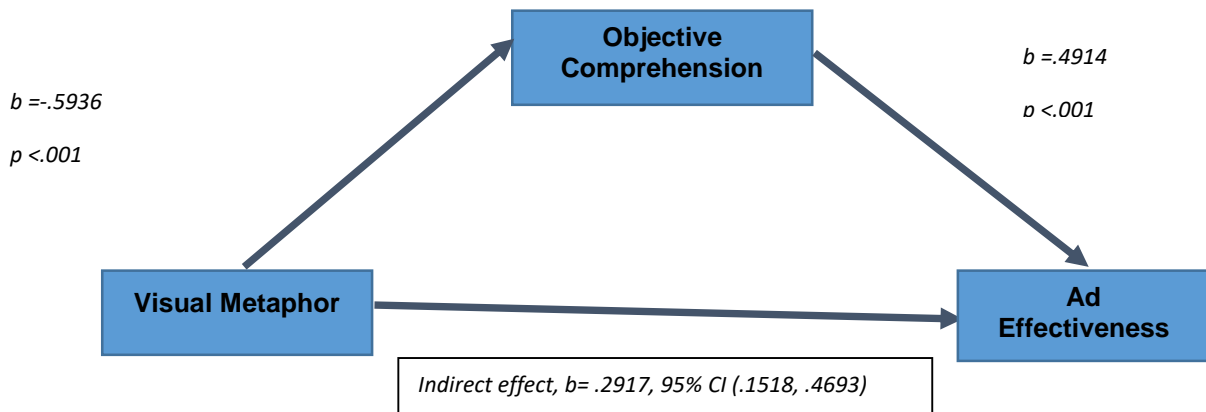 Objective
Comprehension
b =.4914
p <.001
b =-.5936
p <.001
Visual Metaphor
Ad
Effectiveness
Indirect effect, b= .2917, 95% CI (.1518, .4693)